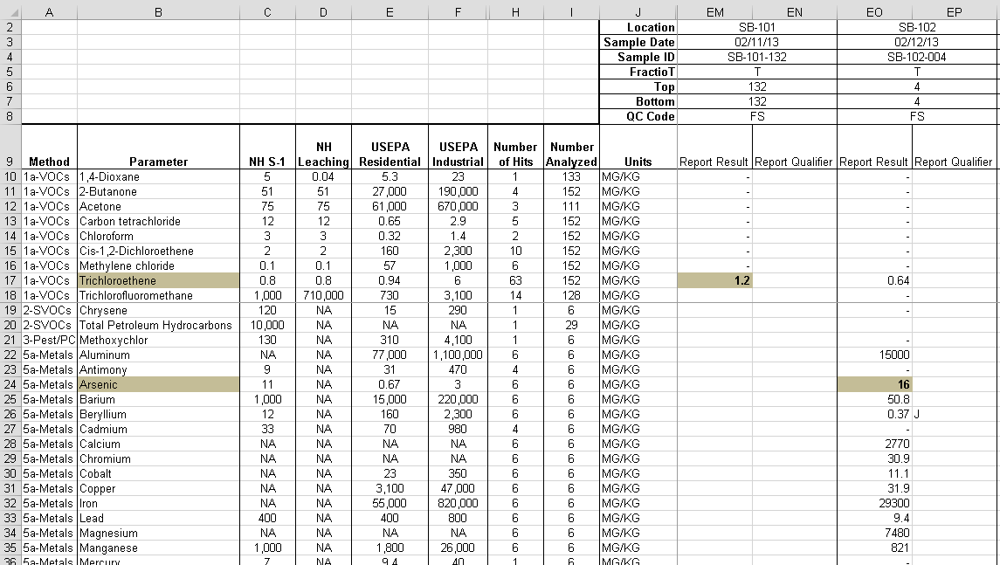 A B C D E F H I J EM EN EO EP
2 Location SB-101 SB-102
3 Sample Date 02/11/13 02/12/13
4 Sample ID SB-101-132 SB-102-004
5 FractioT T T
6 Top 132 4
7 Bottom 132 4
8 QC Code FS FS
NH USEPA USEPA Number Number
9 Method Parameter NH S-1 Leaching Residential Industrial of Hits Analyzed Units Report Result Report Qualifier Report Result Report Qualifier
10 1a-VOCs 1,4-Dioxane 5 0.04 5.3 23 1 133 MG/KG - -
11 1a-VOCs 2-Butanone 51 51 27,000 190,000 4 152 MG/KG - -
12 1a-VOCs Acetone 75 75 61,000 670,000 3 111 MG/KG - -
13 1a-VOCs Carbon tetrachloride 12 12 0.65 2.9 5 152 MG/KG - -
14 1a-VOCs Chloroform 3 3 0.32 1.4 2 152 MG/KG - -
15 1a-VOCs Cis-1,2-Dichloroethene 2 2 160 2,300 10 152 MG/KG - -
16 1a-VOCs Methylene chloride 0.1 0.1 57 1,000 6 152 MG/KG - -
17 1a-VOCs Trichloroethene 0.8 0.8 0.94 6 63 152 MG/KG 1.2 0.64
18 1a-VOCs Trichlorofluoromethane 1,000 710,000 730 3,100 14 128 MG/KG - -
19 2-SVOCs Chrysene 120 NA 15 290 1 6 MG/KG -
20 2-SVOCs Total Petroleum Hydrocarbons 10,000 NA NA NA 1 29 MG/KG
21 3-Pest/PC Methoxychlor 130 NA 310 4,100 1 6 MG/KG -
22 5a-Metals Aluminum NA NA 77,000 1,100,000 6 6 MG/KG 15000
23 5a-Metals Antimony 9 NA 31 470 4 6 MG/KG -
24 5a-Metals Arsenic 11 NA 0.67 3 6 6 MG/KG 16
25 5a-Metals Barium 1,000 NA 15,000 220,000 6 6 MG/KG 50.8
26 5a-Metals Beryllium 12 NA 160 2,300 6 6 MG/KG 0.37 J
27 5a-Metals Cadmium 33 NA 70 980 4 6 MG/KG -
28 5a-Metals Calcium NA NA NA NA 6 6 MG/KG 2770
29 5a-Metals Chromium NA NA NA NA 6 6 MG/KG 30.9
30 5a-Metals Cobalt NA NA 23 350 6 6 MG/KG 11.1
31 5a-Metals Copper NA NA 3,100 47,000 6 6 MG/KG 31.9
32 5a-Metals Iron NA NA 55,000 820,000 6 6 MG/KG 29300
33 5a-Metals Lead 400 NA 400 800 6 6 MG/KG 9.4
34 5a-Metals Magnesium NA NA NA NA 6 6 MG/KG 7480
35 5a-Metals Manganese 1,000 NA 1,800 26,000 6 6 MG/KG 821
36 5a-Metals Mercury 7 NA 9.4 40 1 6 MG/KG -